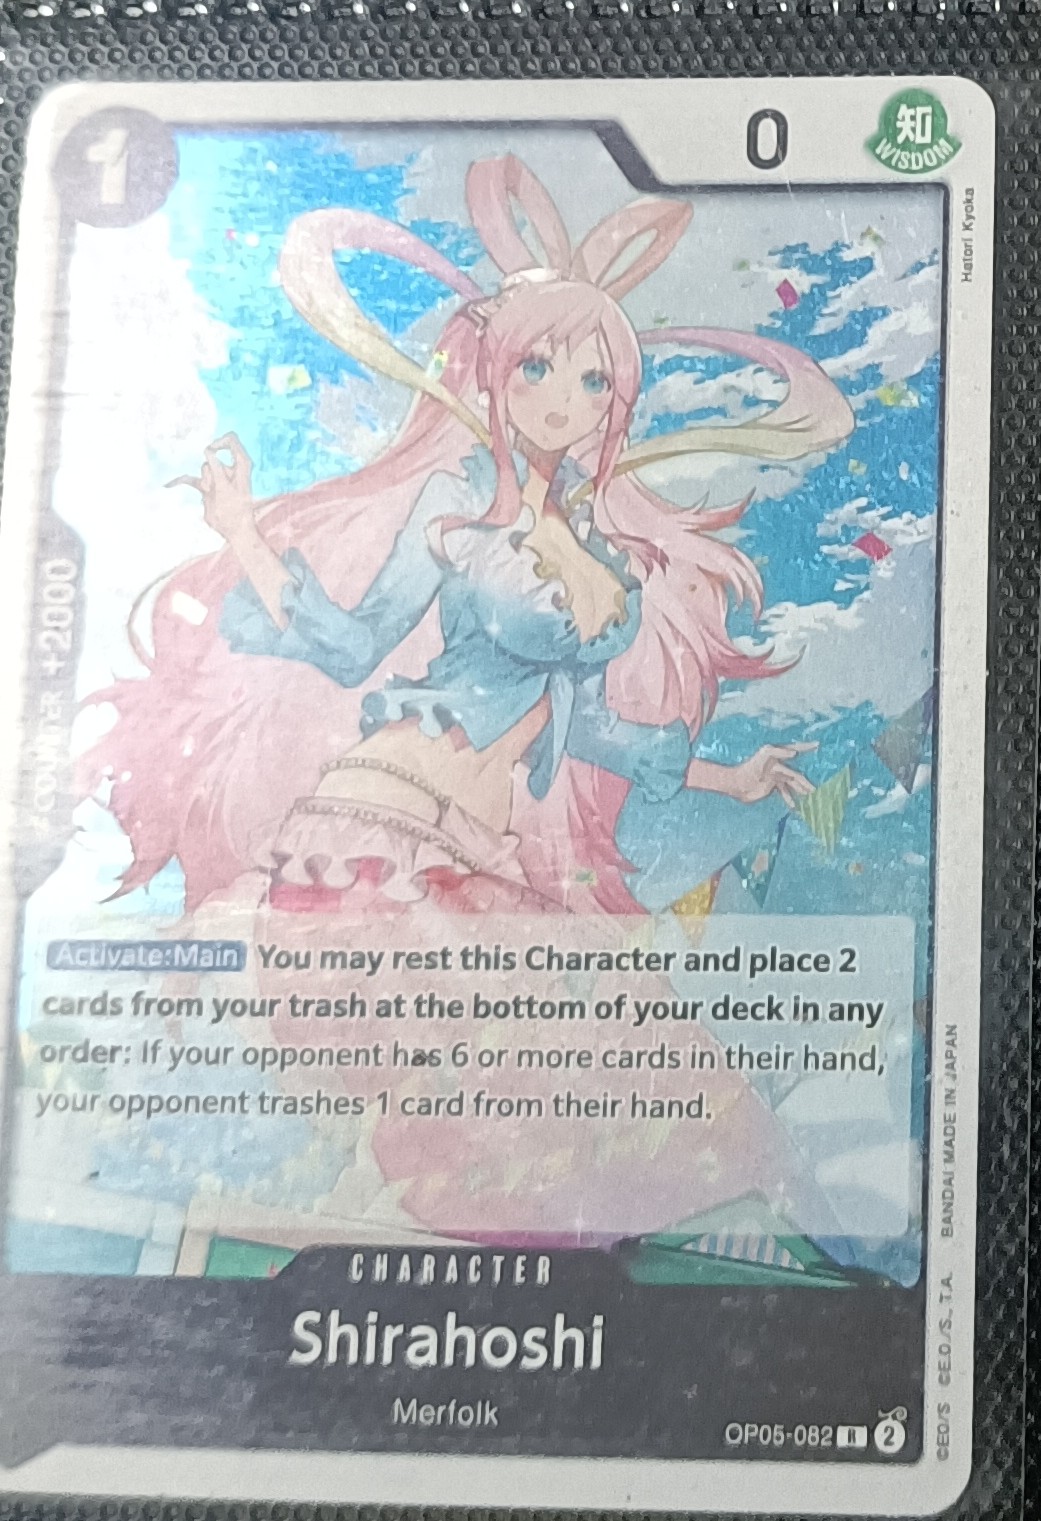 1
0
知
WISDOM
Hatori Kyoka
COUNTER +2000
Activate:Main You may rest this Character and place 2
cards from your trash at the bottom of your deck in any
order: If your opponent has 6 or more cards in their hand,
your opponent trashes 1 card from their hand.
CHARACTER
Shirahoshi
Merfolk
OP05-082 R 2
©EO/S ©E.O./S., T.A. BANDAI MADE IN JAPAN